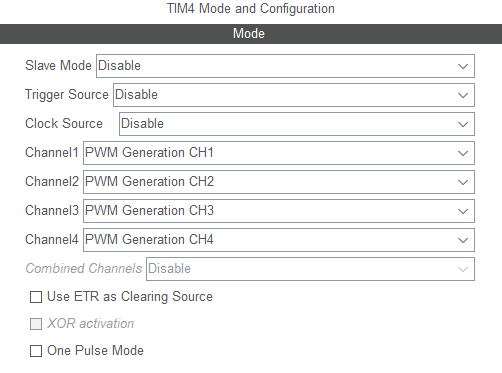 TIM4 Mode and Configuration
Mode
Slave Mode Disable
Trigger Source Disable
Clock Source Disable
Channel1 PWM Generation CH1
Channel2 PWM Generation CH2
Channel3 PWM Generation CH3
Channel4 PWM Generation CH4
Combined Channels Disable
Use ETR as Clearing Source
XOR activation
One Pulse Mode